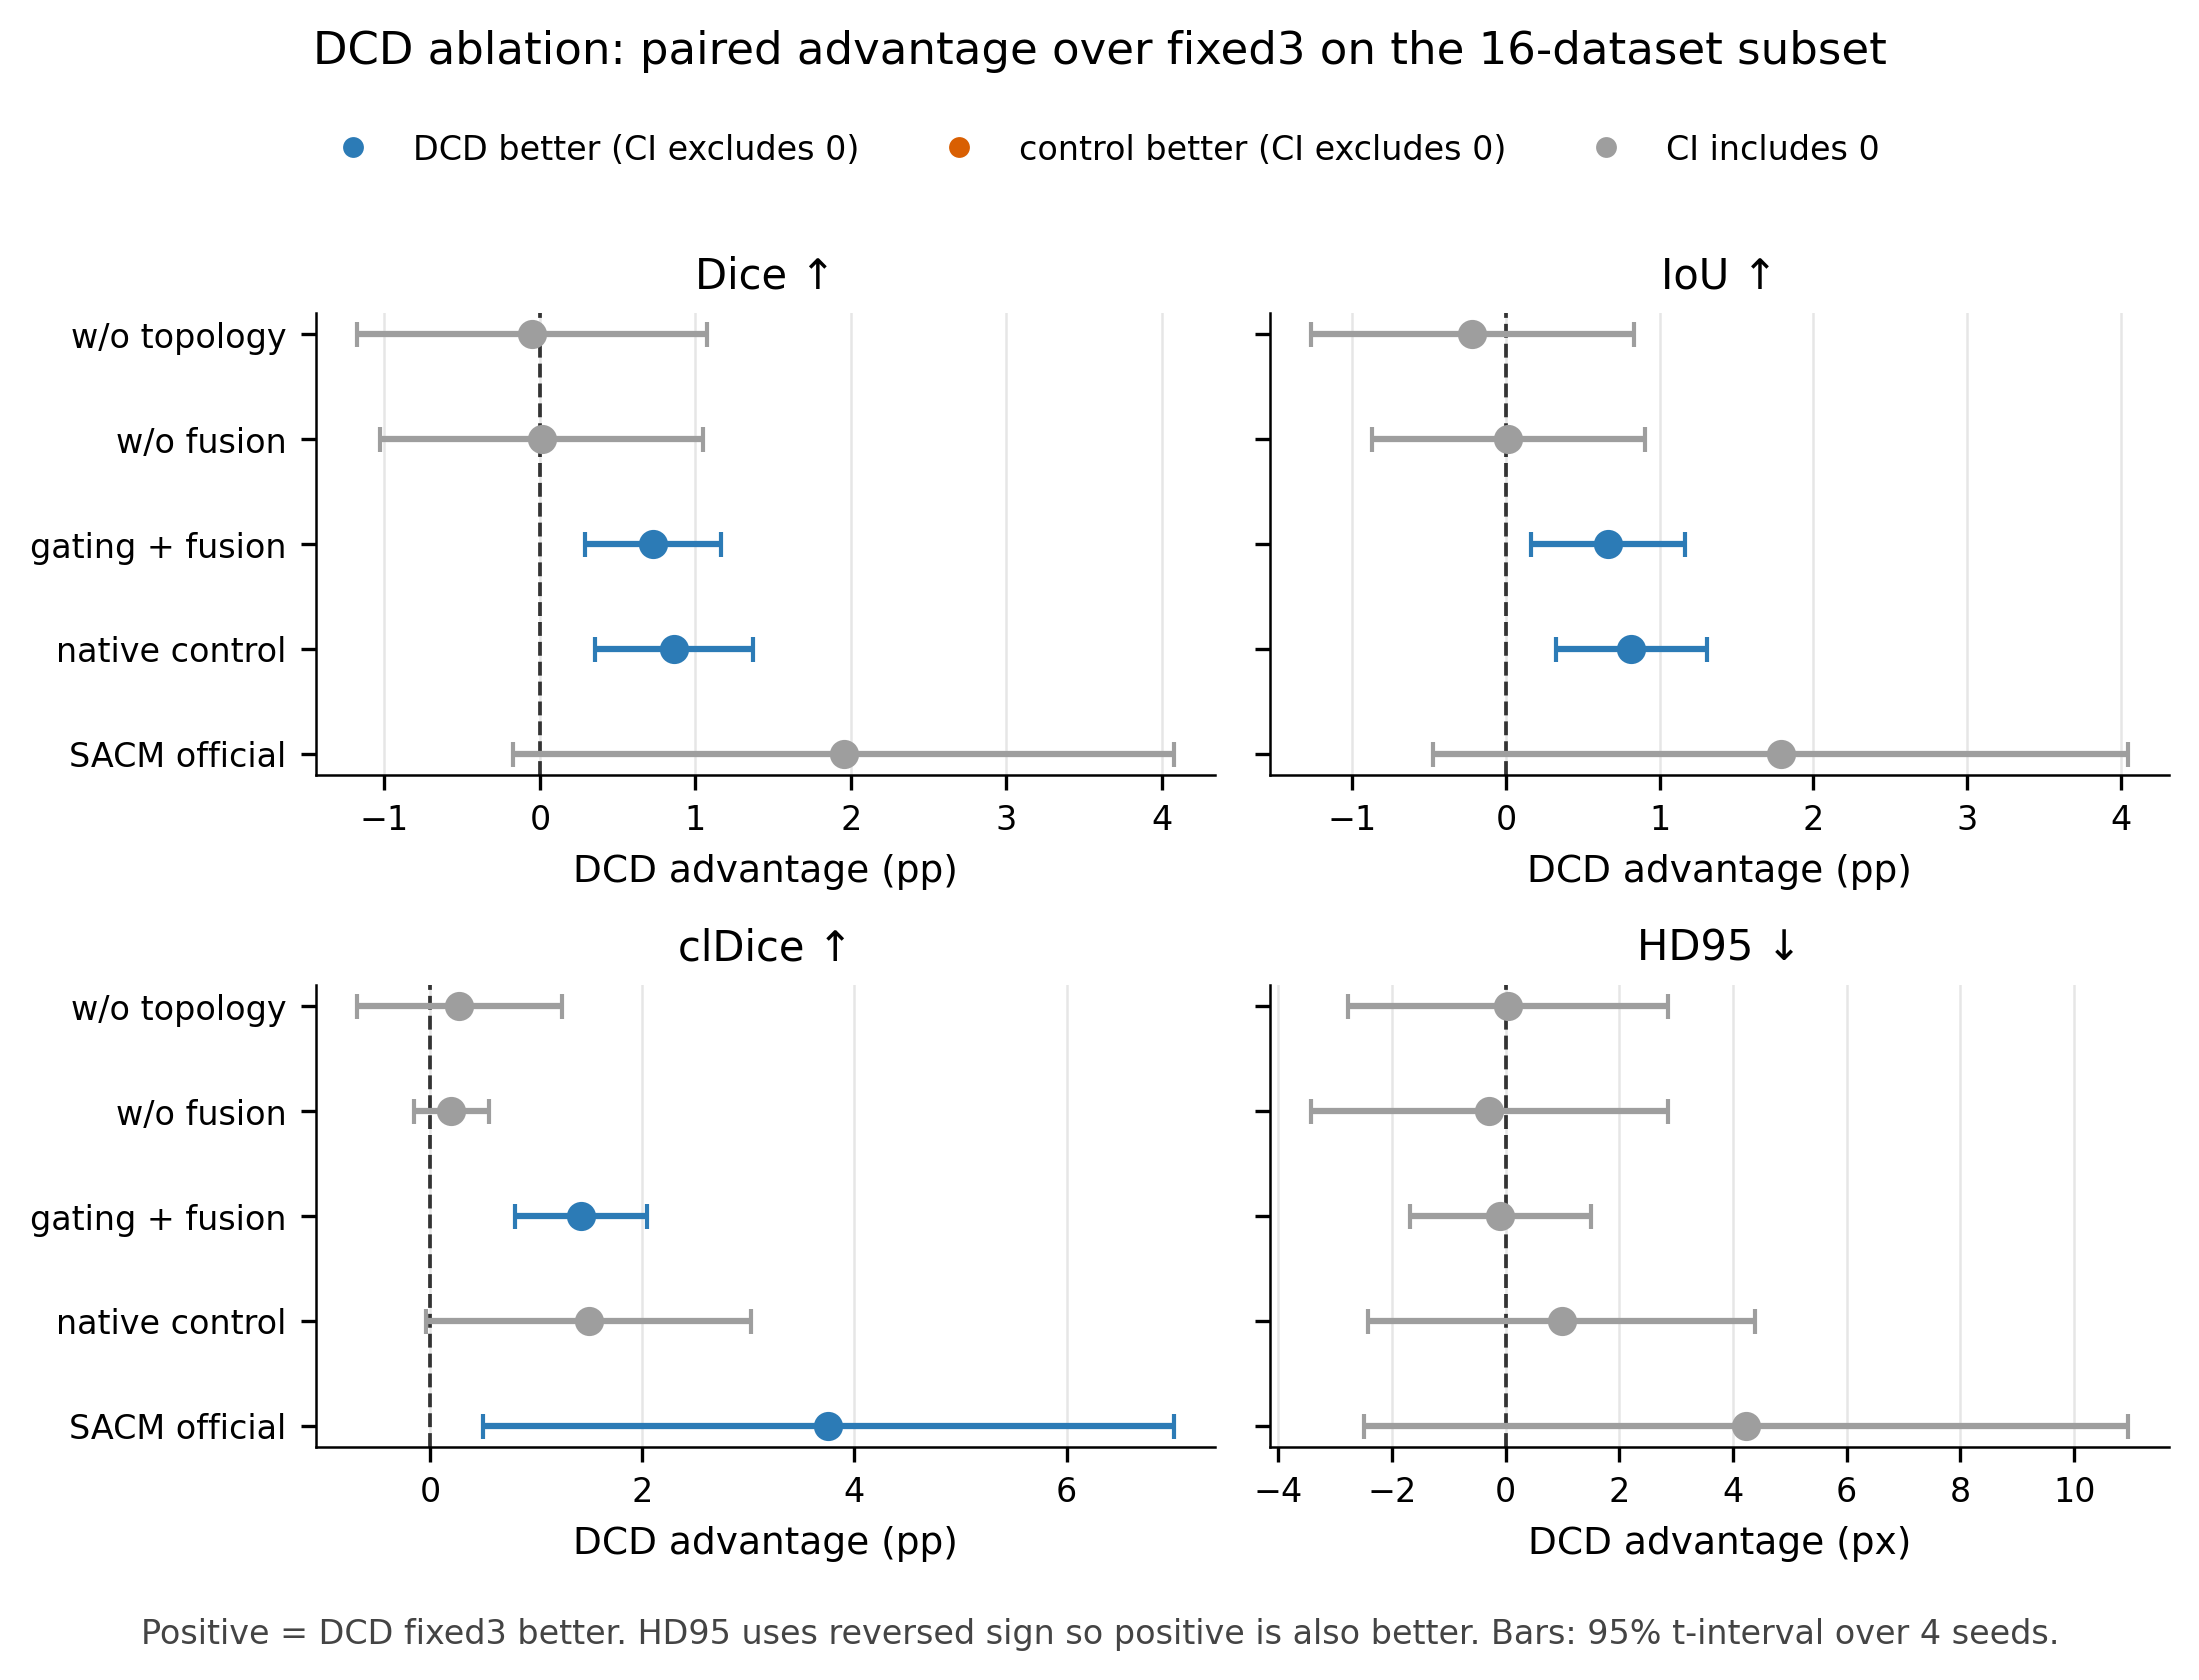 DCD ablation: paired advantage over fixed3 on the 16-dataset subset
DCD better (CI excludes 0)
control better (CI excludes 0)
CI includes 0
Dice ↑
w/o topology
w/o fusion
gating + fusion
native control
SACM official
−1 0 1 2 3 4
DCD advantage (pp)
IoU ↑
−1 0 1 2 3 4
DCD advantage (pp)
clDice ↑
w/o topology
w/o fusion
gating + fusion
native control
SACM official
0 2 4 6
DCD advantage (pp)
HD95 ↓
−4 −2 0 2 4 6 8 10
DCD advantage (px)
Positive = DCD fixed3 better. HD95 uses reversed sign so positive is also better. Bars: 95% t-interval over 4 seeds.